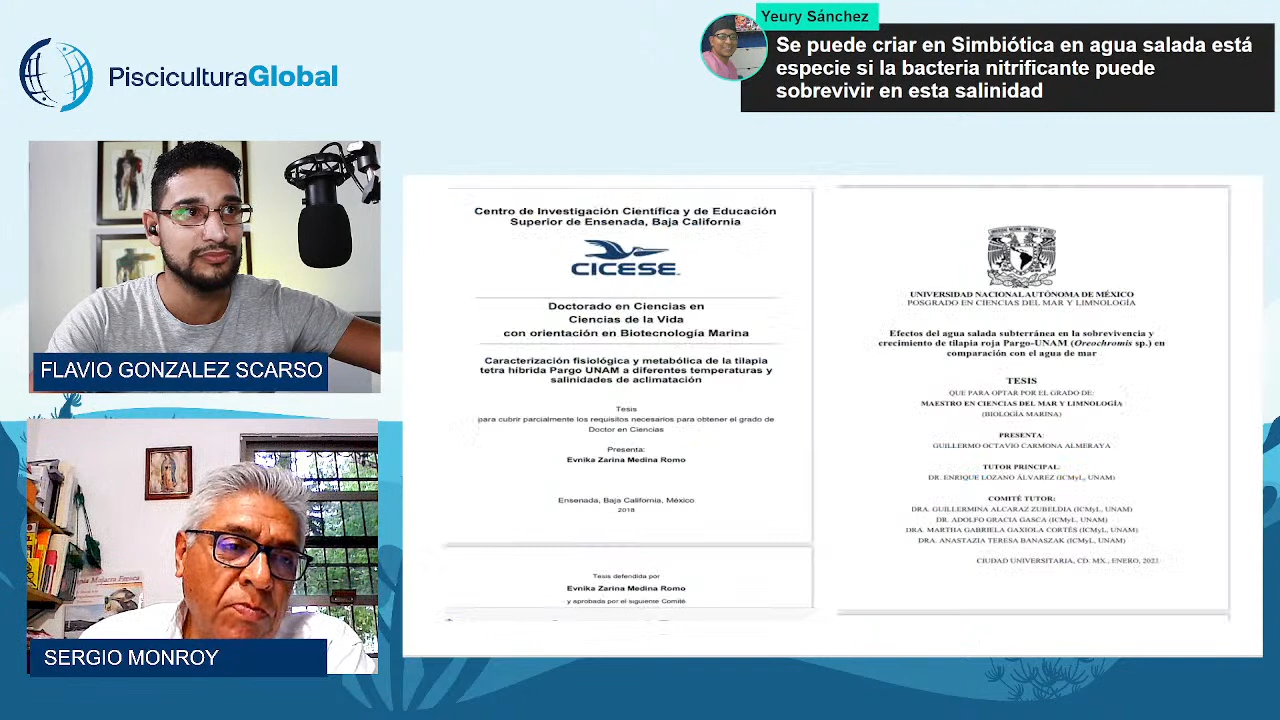 Yeury Sánchez
Se puede criar en Simbiótica en agua salada está
especie si la bacteria nitrificante puede
sobrevivir en esta salinidad
PisciculturaGlobal
FLAVIO GONZALEZ SCARSO
SERGIO MONROY
Centro de Investigación Científica y de Educación
Superior de Ensenada, Baja California
CICESE
Doctorado en Ciencias en
Ciencias de la Vida
con orientación en Biotecnología Marina
Caracterización fisiológica y metabólica de la tilapia
tetra híbrida Pargo UNAM a diferentes temperaturas y
salinidades de aclimatación
Tesis
para cubrir parcialmente los requisitos necesarios para obtener el grado de
Doctor en Ciencias
Presenta:
Evnika Zarina Medina Romo
Ensenada, Baja California, México
2018
Tesis defendida por
Evnika Zarina Medina Romo
y aprobada por el siguiente Comité
UNIVERSIDAD NACIONAL AUTÓNOMA DE MÉXICO
POSGRADO EN CIENCIAS DEL MAR Y LIMNOLOGÍA
Efectos del agua salada subterránea en la sobrevivencia y
crecimiento de tilapia roja Pargo-UNAM (Oreochromis sp.) en
comparación con el agua de mar
TESIS
QUE PARA OPTAR POR EL GRADO DE:
MAESTRO EN CIENCIAS DEL MAR Y LIMNOLOGÍA
(BIOLOGÍA MARINA)
PRESENTA:
GUILLERMO OCTAVIO CARMONA ALMERAYA
TUTOR PRINCIPAL:
DR. ENRIQUE LOZANO ÁLVAREZ (ICMyL, UNAM)
COMITÉ TUTOR:
DRA. GUILLERMINA ALCARAZ ZUBELDIA (ICMyL, UNAM)
DR. ADOLFO GRACIA GASCA (ICMyL, UNAM)
DRA. MARTHA GABRIELA GAXIOLA CORTÉS (ICMyL, UNAM)
DRA. ANASTAZIA TERESA BANASZAK (ICMyL, UNAM)
CIUDAD UNIVERSITARIA, CD. MX., ENERO,